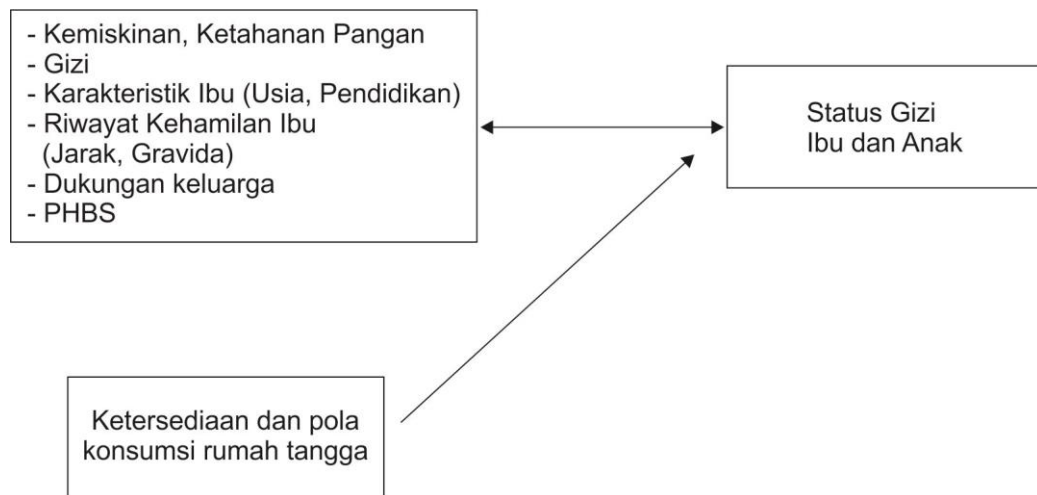 - Kemiskinan, Ketahanan Pangan
- Gizi
- Karakteristik Ibu (Usia, Pendidikan)
- Riwayat Kehamilan Ibu
(Jarak, Gravida)
- Dukungan keluarga
- PHBS
Status Gizi
Ibu dan Anak
Ketersediaan dan pola
konsumsi rumah tangga